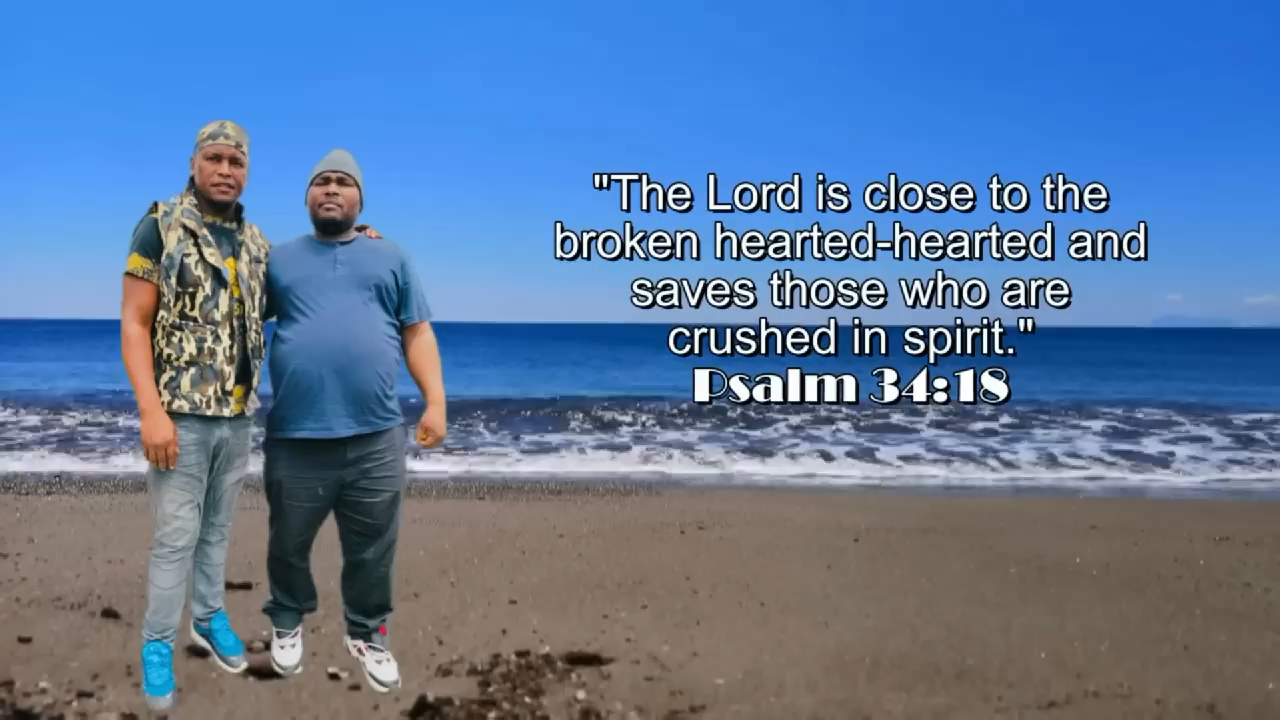 "The Lord is close to the
broken hearted-hearted and
saves those who are
crushed in spirit."
Psalm 34:18